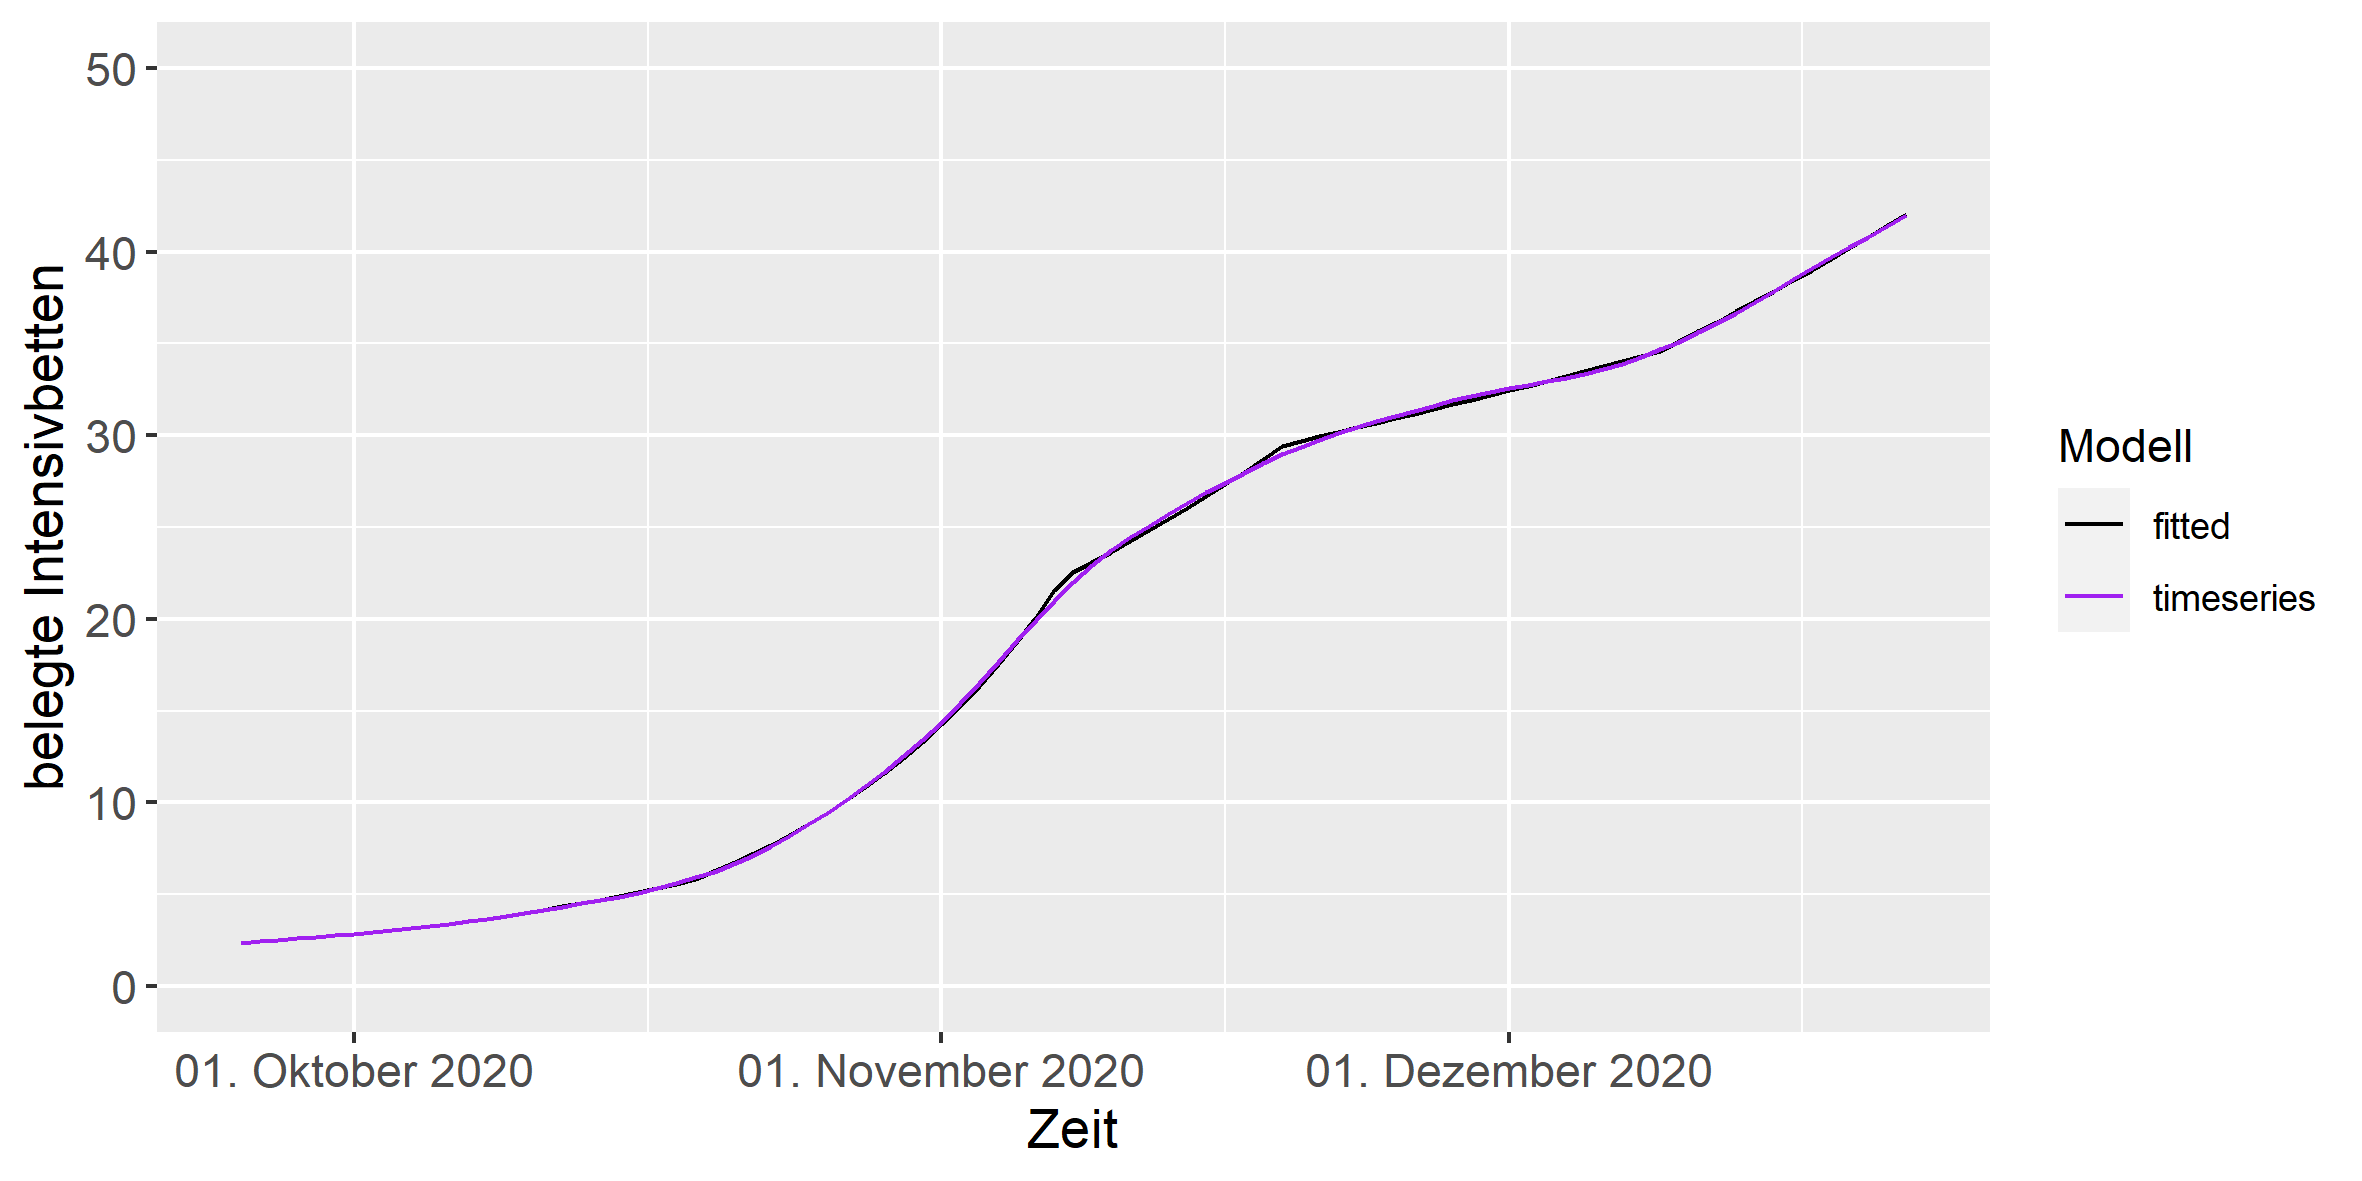 belegte Intensivbetten
50
40
30
20
10
0
01. Oktober 2020
01. November 2020
01. Dezember 2020
Zeit
Modell
fitted
timeseries